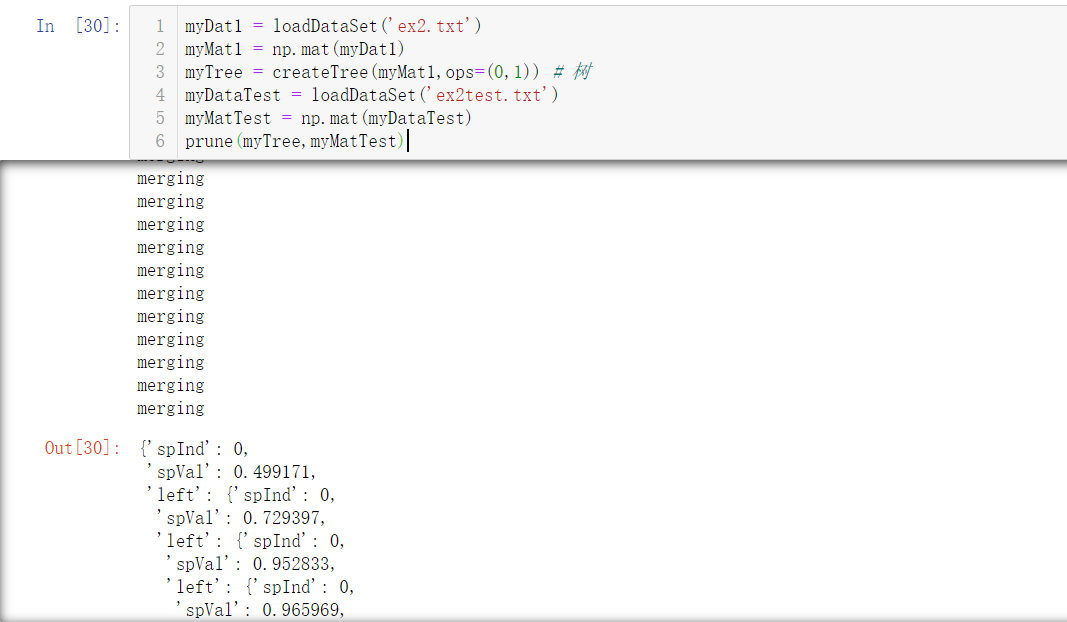 In [30]:
1 myDat1 = loadDataSet('ex2.txt')
2 myMat1 = np.mat(myDat1)
3 myTree = createTree(myMat1,ops=(0,1)) # 树
4 myDataTest = loadDataSet('ex2test.txt')
5 myMatTest = np.mat(myDataTest)
6 prune(myTree,myMatTest)
merging
merging
merging
merging
merging
merging
merging
merging
merging
merging
merging
merging
Out[30]: {'spInd': 0,
'spVal': 0.499171,
'left': {'spInd': 0,
'spVal': 0.729397,
'left': {'spInd': 0,
'spVal': 0.952833,
'left': {'spInd': 0,
'spVal': 0.965969,